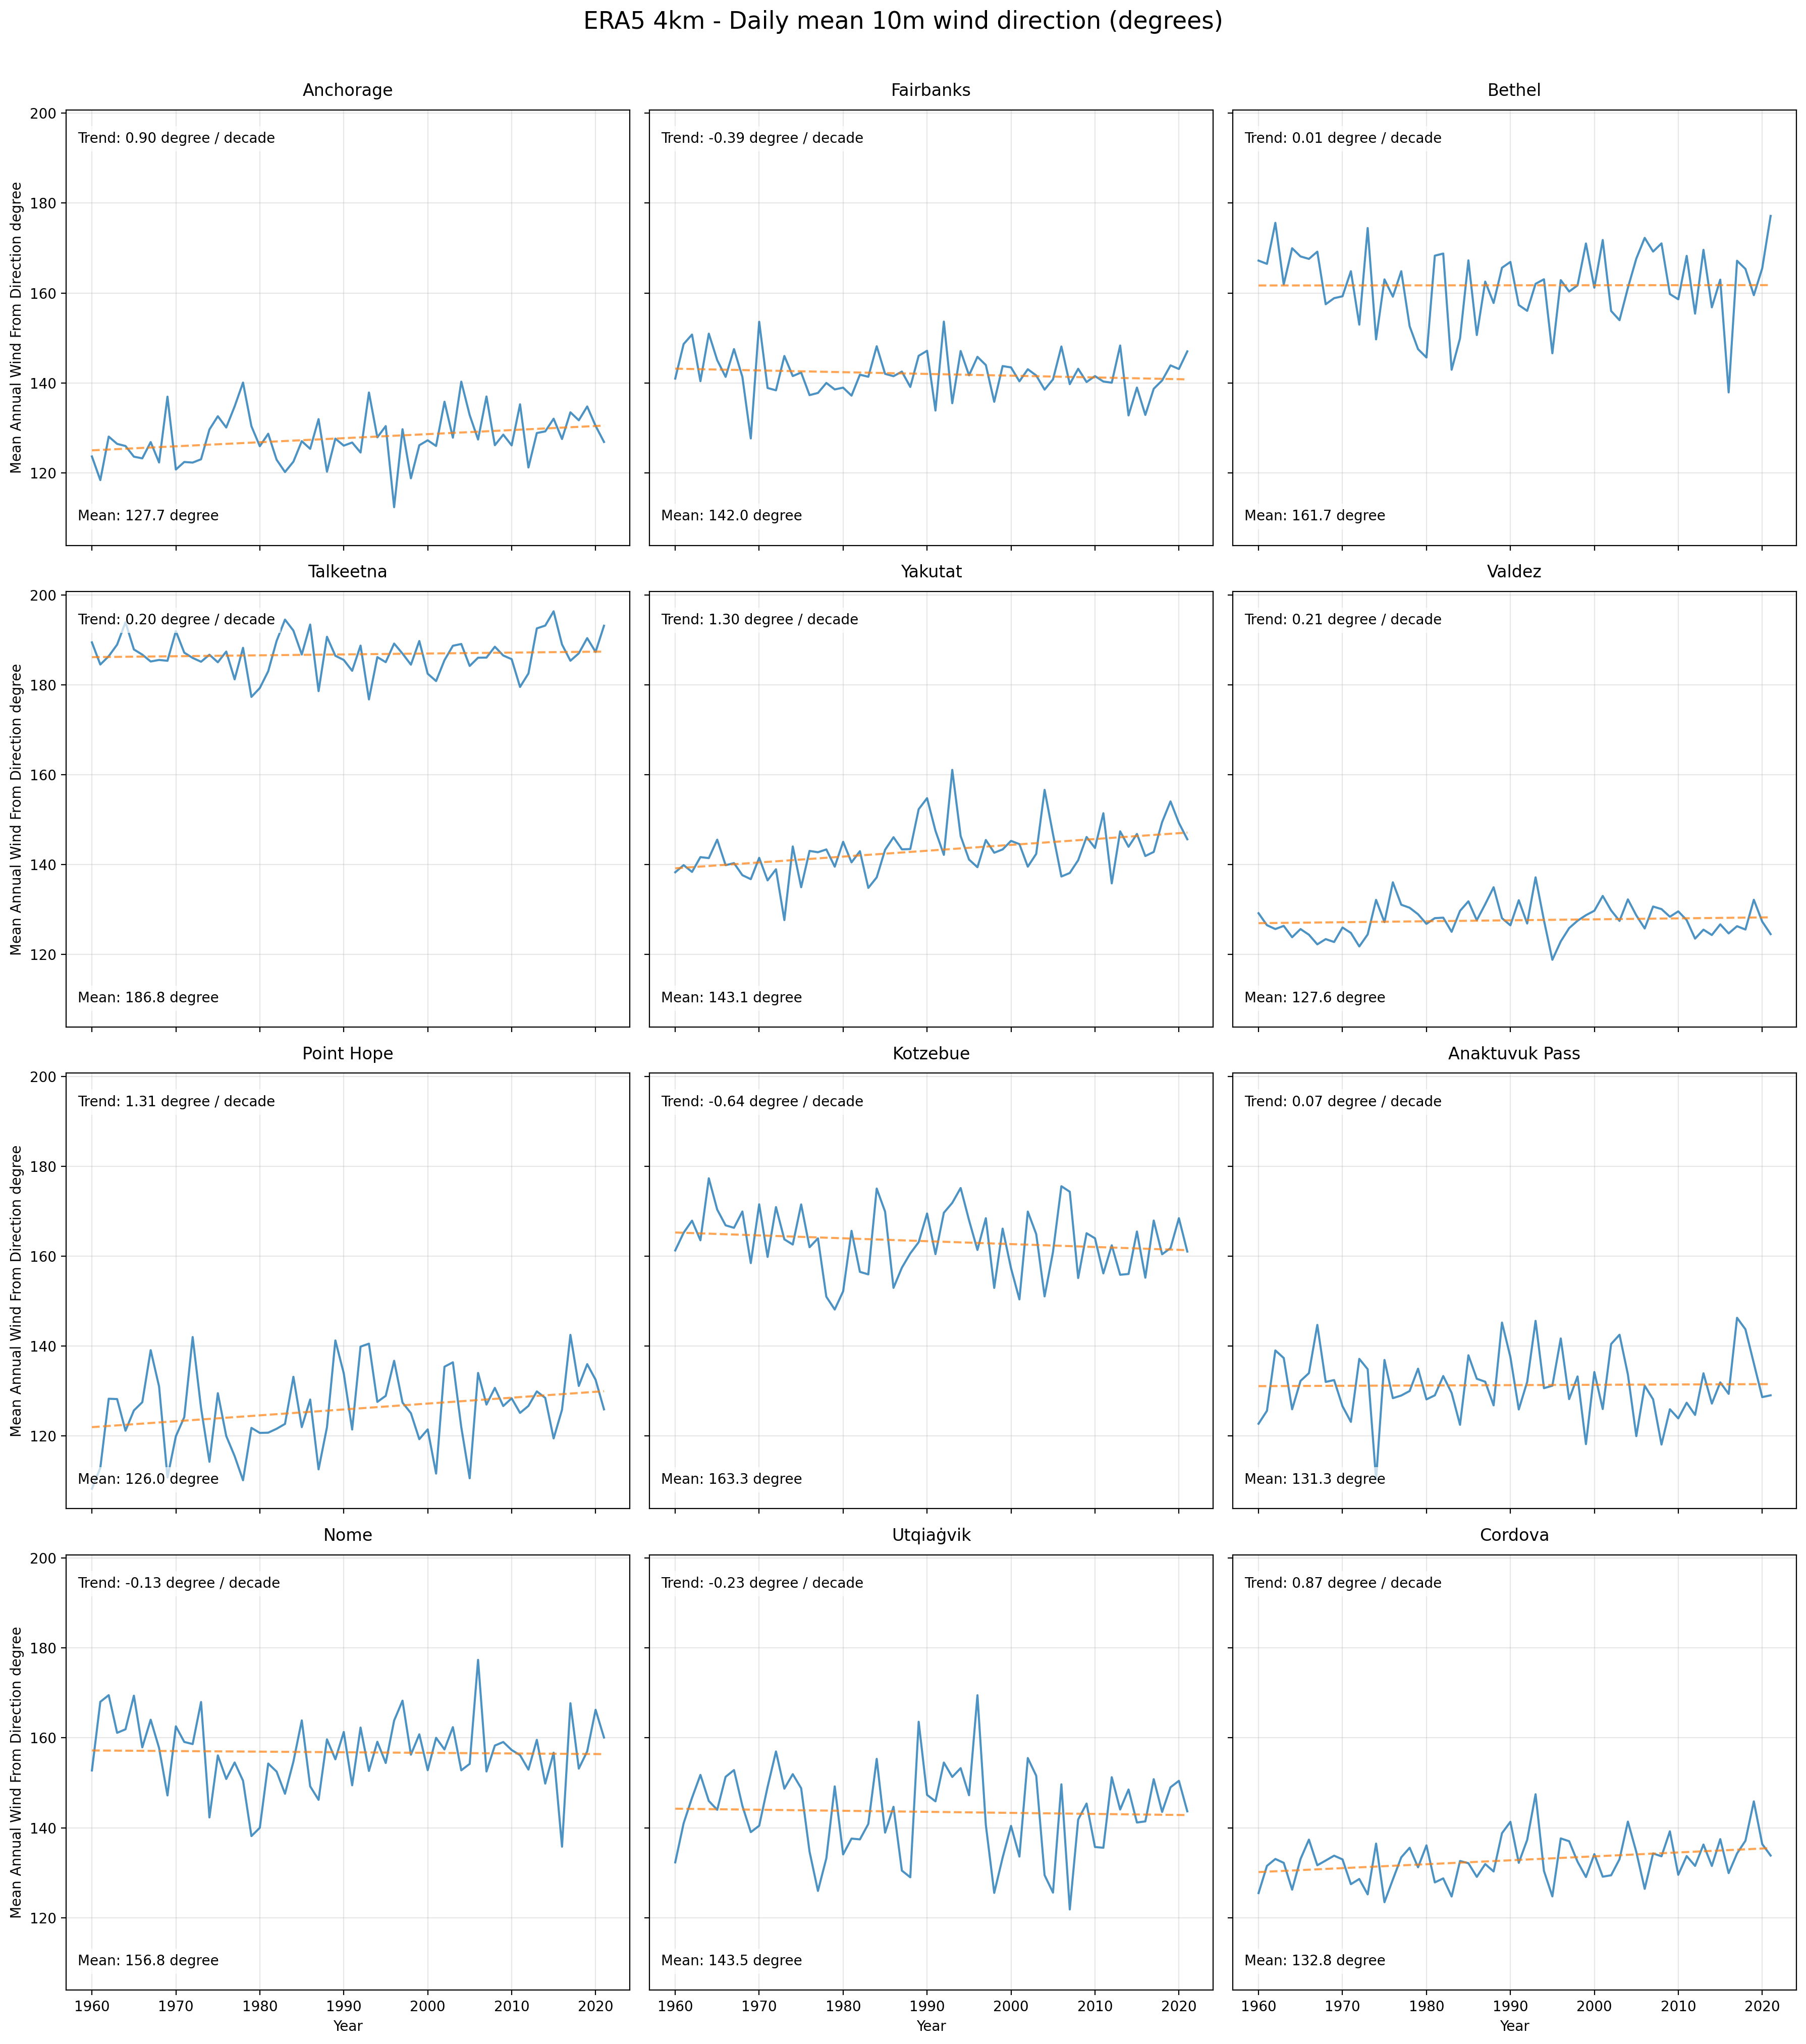 ERA5 4km - Daily mean 10m wind direction (degrees)
Anchorage
Fairbanks
Bethel
200
180
160
140
120
Mean Annual Wind From Direction degree
Trend: 0.90 degree / decade
Mean: 127.7 degree
Trend: -0.39 degree / decade
Mean: 142.0 degree
Trend: 0.01 degree / decade
Mean: 161.7 degree
Talkeetna
Yakutat
Valdez
200
180
160
140
120
Mean Annual Wind From Direction degree
Trend: 0.20 degree / decade
Mean: 186.8 degree
Trend: 1.30 degree / decade
Mean: 143.1 degree
Trend: 0.21 degree / decade
Mean: 127.6 degree
Point Hope
Kotzebue
Anaktuvuk Pass
200
180
160
140
120
Mean Annual Wind From Direction degree
Trend: 1.31 degree / decade
Mean: 126.0 degree
Trend: -0.64 degree / decade
Mean: 163.3 degree
Trend: 0.07 degree / decade
Mean: 131.3 degree
Nome
Utqiaġvik
Cordova
200
180
160
140
120
Mean Annual Wind From Direction degree
Trend: -0.13 degree / decade
Mean: 156.8 degree
Trend: -0.23 degree / decade
Mean: 143.5 degree
Trend: 0.87 degree / decade
Mean: 132.8 degree
1960 1970 1980 1990 2000 2010 2020
Year
1960 1970 1980 1990 2000 2010 2020
Year
1960 1970 1980 1990 2000 2010 2020
Year